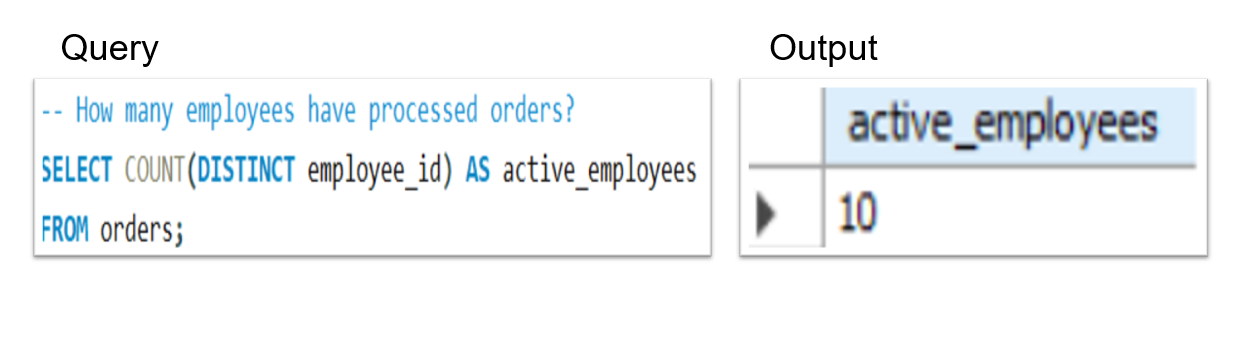 Query
Output
-- How many employees have processed orders?
SELECT COUNT(DISTINCT employee_id) AS active_employees
FROM orders;
active_employees
10